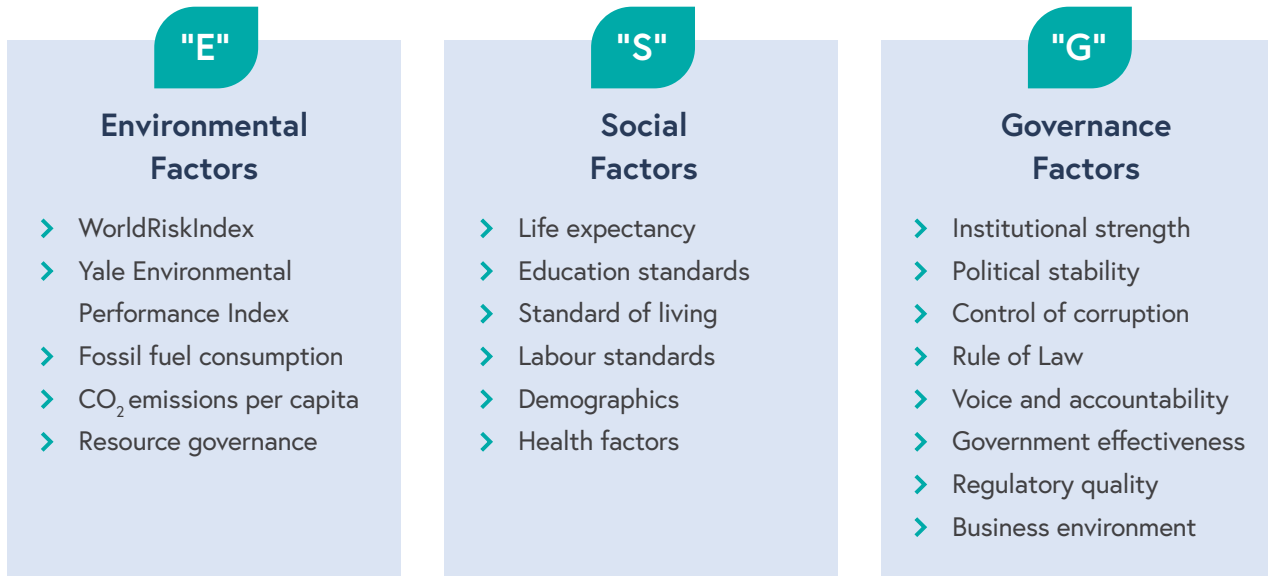 "E"
Environmental
Factors
WorldRiskIndex
Yale Environmental
Performance Index
Fossil fuel consumption
CO₂ emissions per capita
Resource governance
"S"
Social
Factors
Life expectancy
Education standards
Standard of living
Labour standards
Demographics
Health factors
"G"
Governance
Factors
Institutional strength
Political stability
Control of corruption
Rule of Law
Voice and accountability
Government effectiveness
Regulatory quality
Business environment